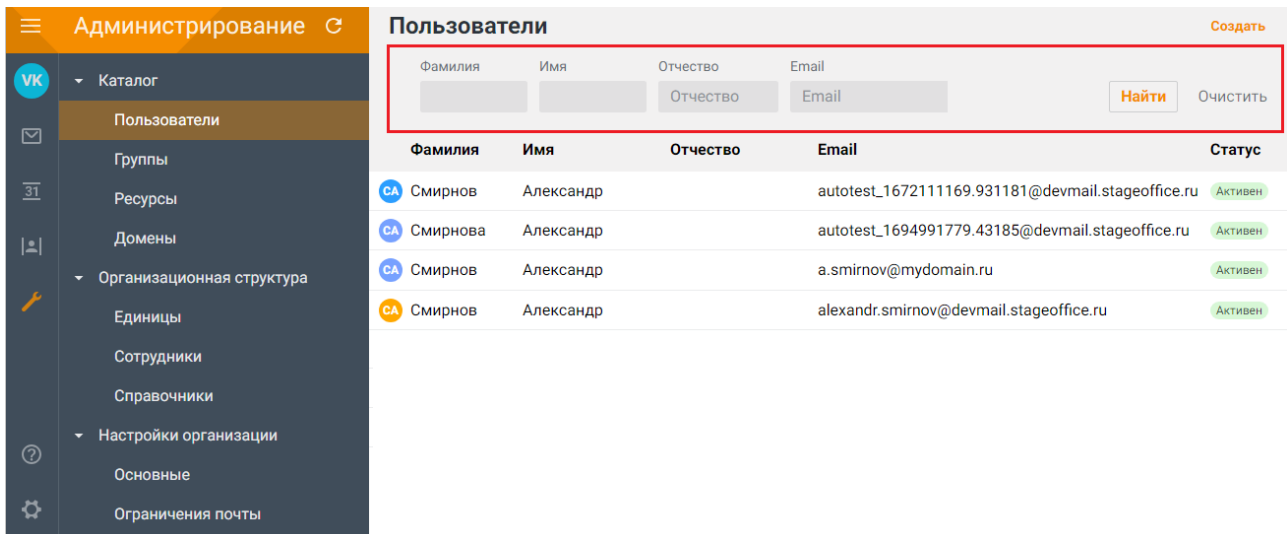 Администрирование
VK
31
Каталог
Пользователи
Группы
Ресурсы
Домены
Организационная структура
Единицы
Сотрудники
Справочники
Настройки организации
Основные
Ограничения почты
Пользователи Создать
Фамилия Имя Отчество Email
Отчество Email Найти Очистить
Фамилия Имя Отчество Email Статус
СА Смирнов Александр autotest_1672111169.931181@devmail.stageoffice.ru Активен
СА Смирнова Александр autotest_1694991779.43185@devmail.stageoffice.ru Активен
СА Смирнов Александр a.smirnov@mydomain.ru Активен
СА Смирнов Александр alexandr.smirnov@devmail.stageoffice.ru Активен